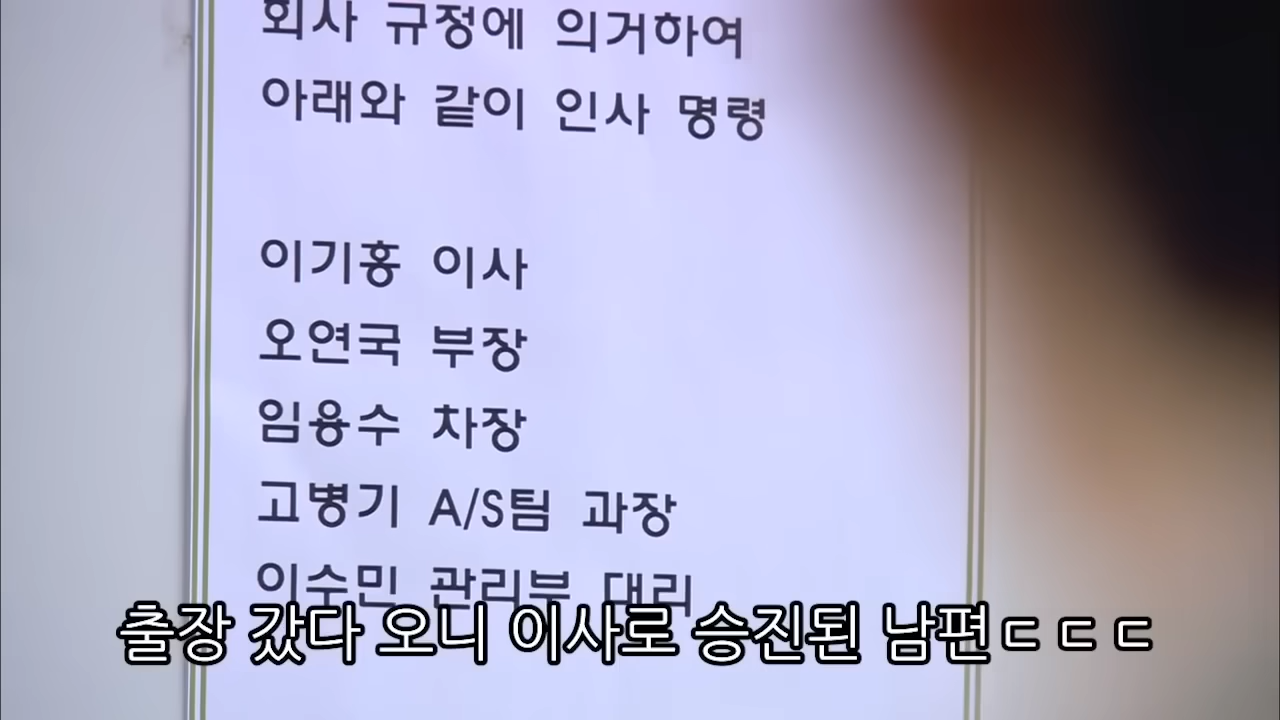 회사 규정에 의거하여
아래와 같이 인사 명령
이기홍 이사
오연국 부장
임용수 차장
고병기 A/S팀 과장
이수민 관리부 대리
출장 갔다 오니 이사로 승진된 남편ㄷㄷㄷ